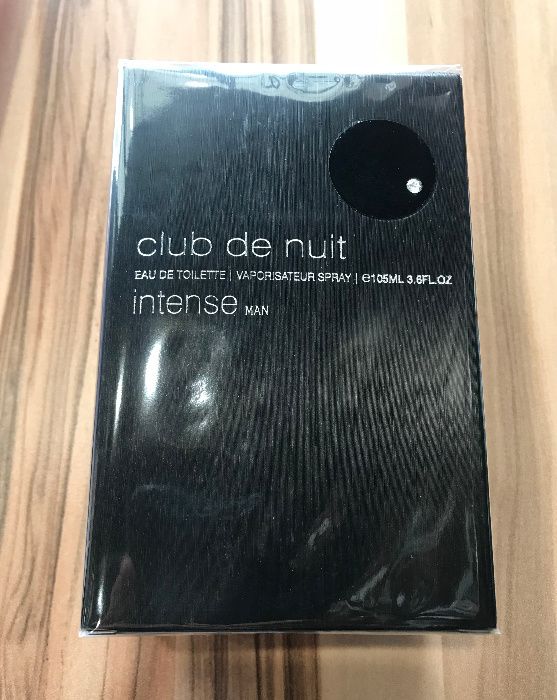 club de nuit
EAU DE TOILETTE | VAPORISATEUR SPRAY | ℮105ML 3.6FL.OZ
intense MAN